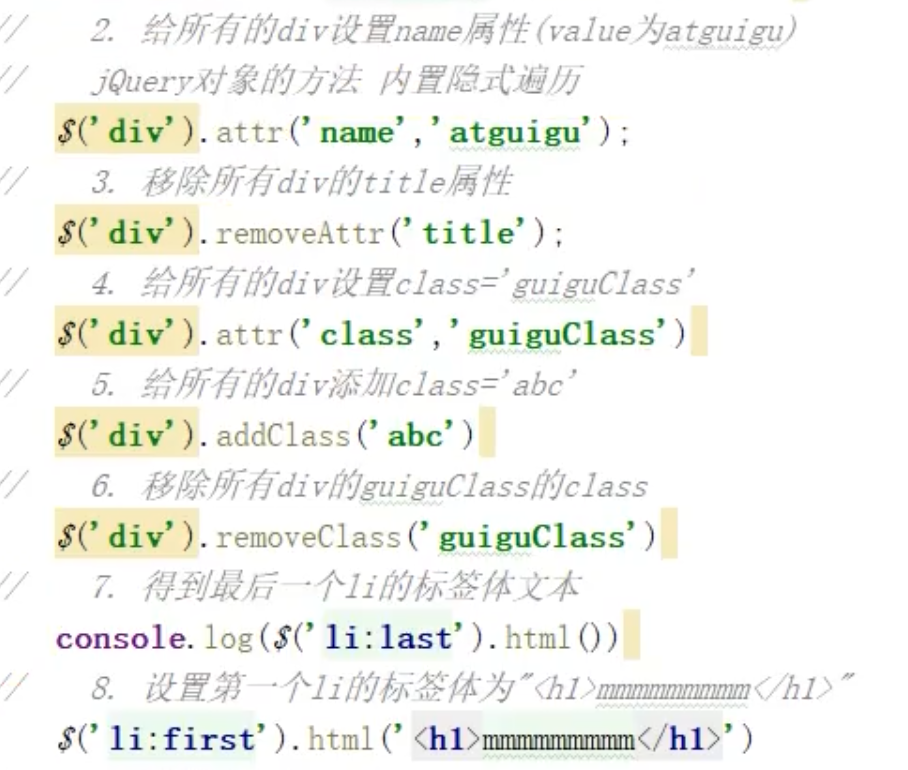 //   2. 给所有的div设置name属性(value为atguigu)
//   jQuery对象的方法 内置隐式遍历
$('div').attr('name','atguigu');
//   3. 移除所有div的title属性
$('div').removeAttr('title');
//   4. 给所有的div设置class='guiguClass'
$('div').attr('class','guiguClass')
//   5. 给所有的div添加class='abc'
$('div').addClass('abc')
//   6. 移除所有div的guiguClass的class
$('div').removeClass('guiguClass')
//   7. 得到最后一个li的标签体文本
console.log($('li:last').html())
//   8. 设置第一个li的标签体为"<h1>mmmmmmmmm</h1>"
$('li:first').html('<h1>mmmmmmmmm</h1>')